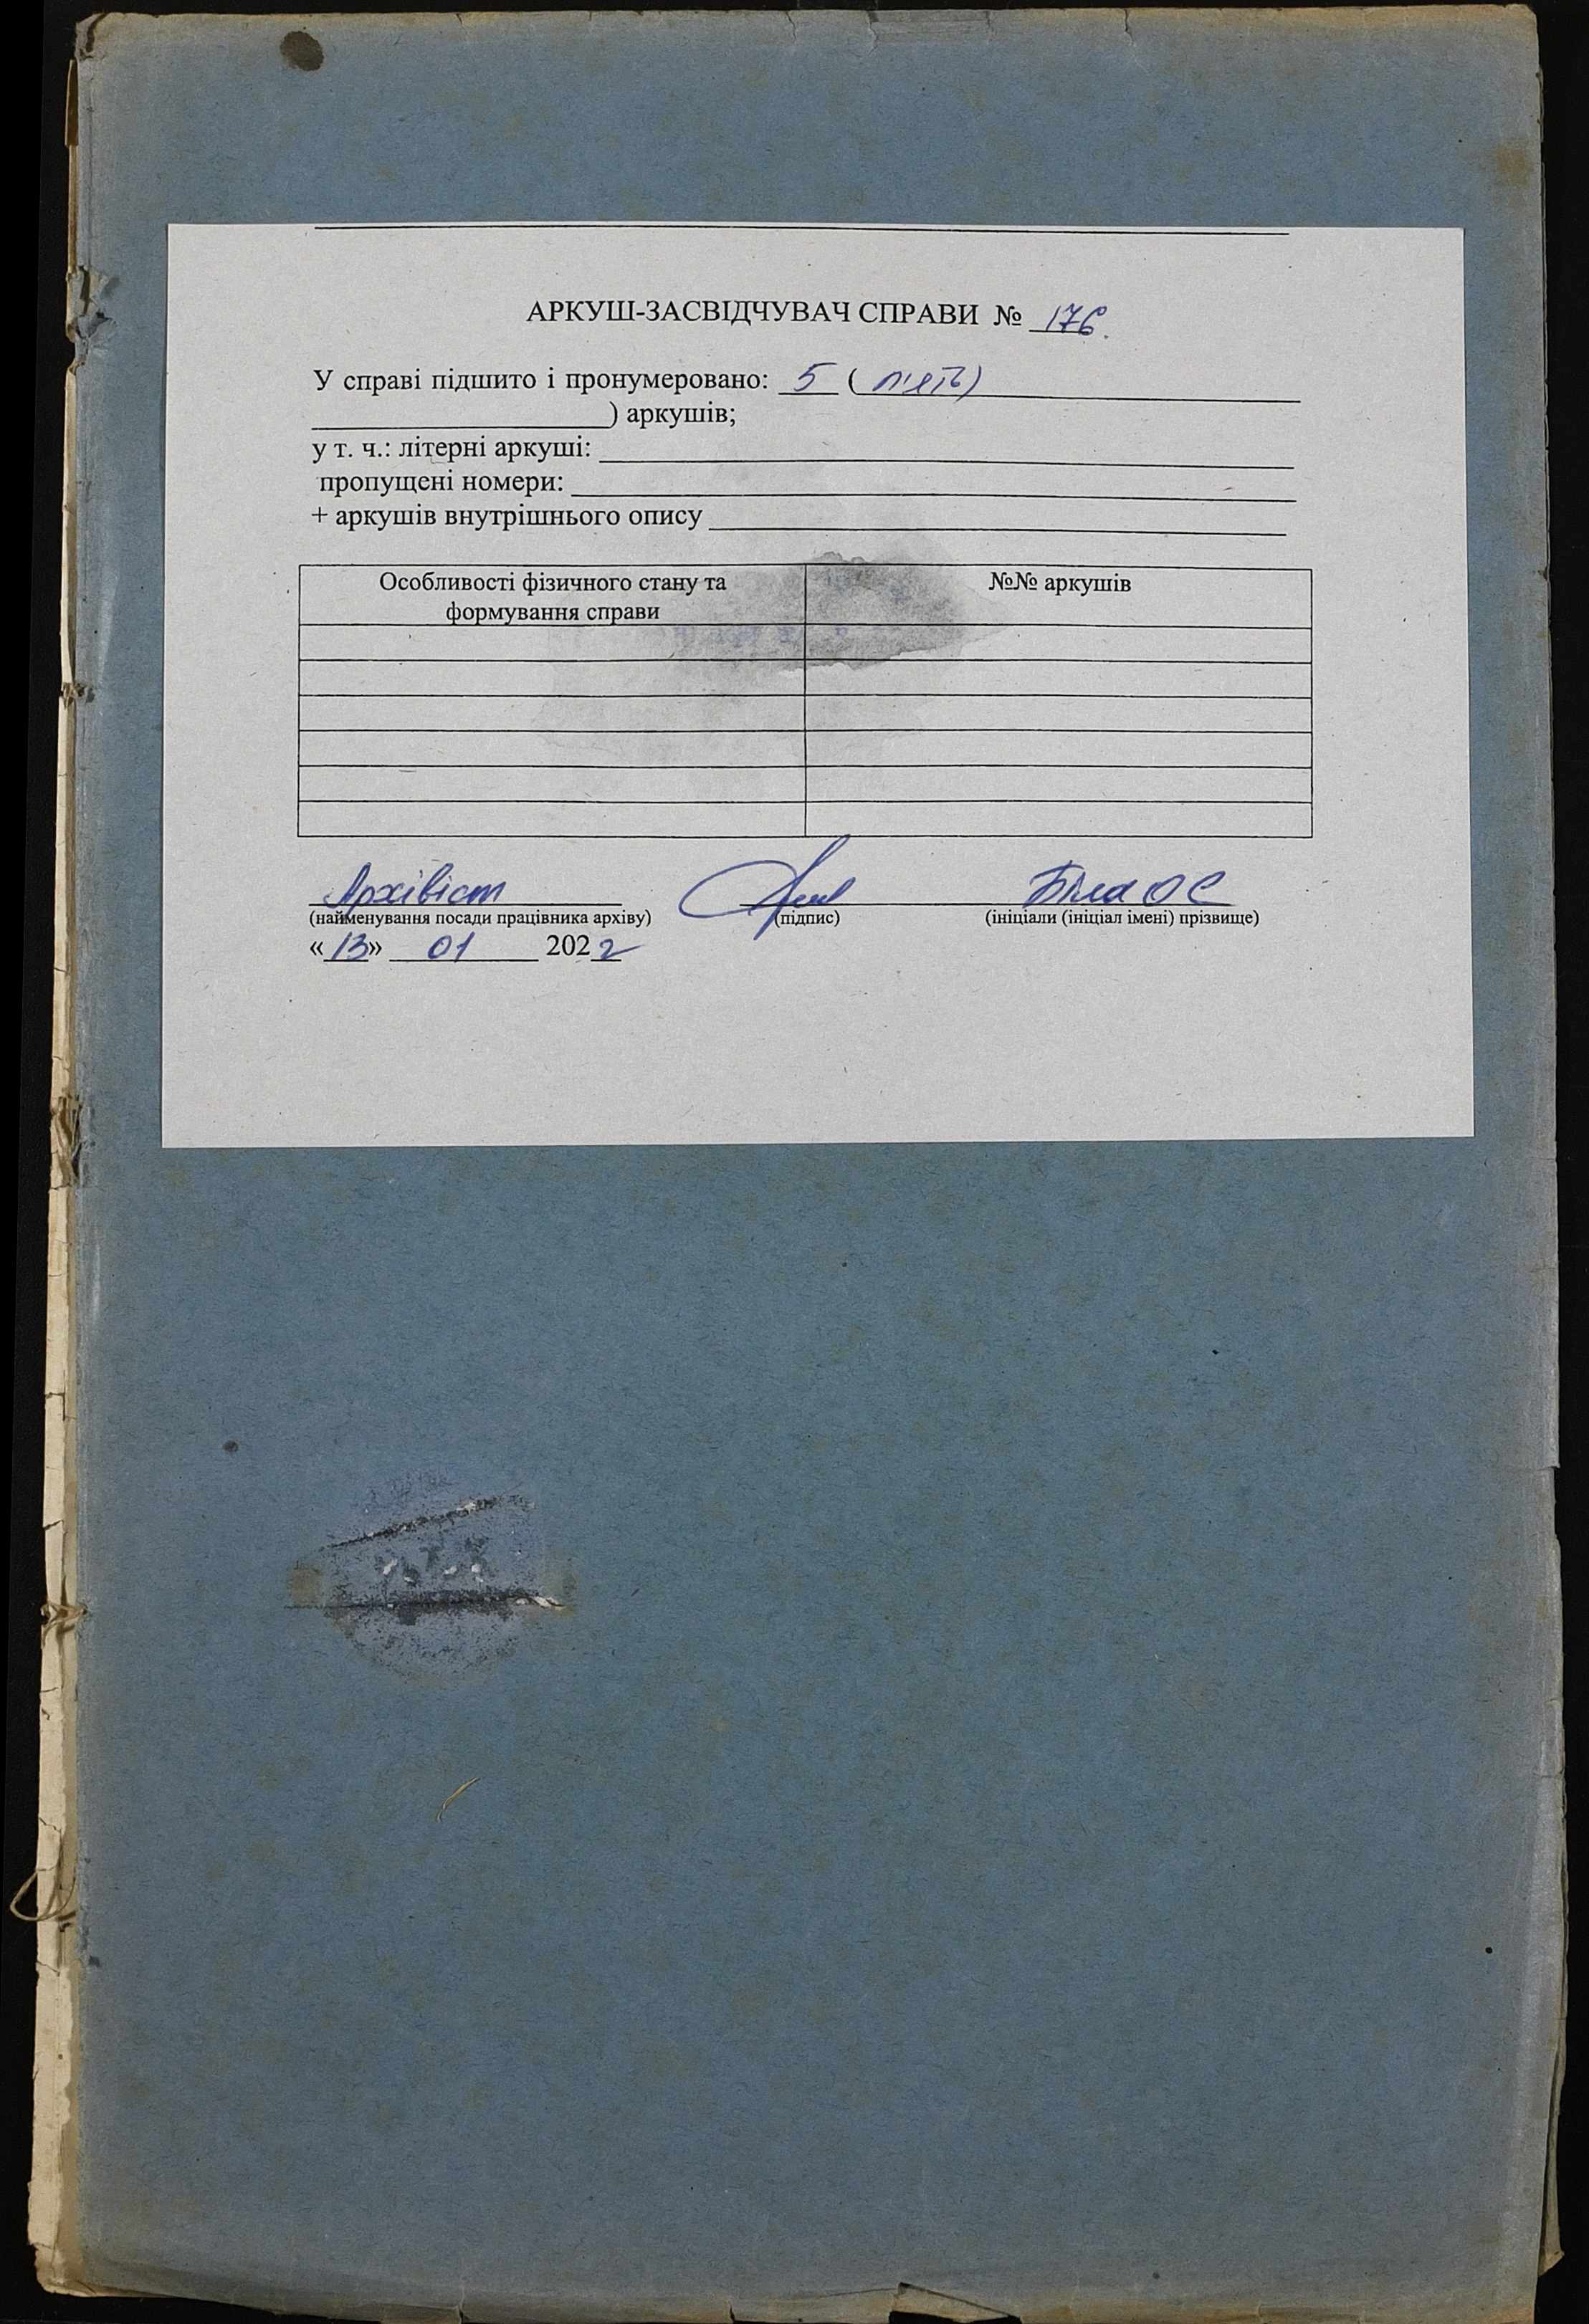 АРКУШ-ЗАСВІДЧУВАЧ СПРАВИ № 176.
У справі підшито і пронумеровано: 5 ( п'ять)
) аркушів;
у т. ч.: літерні аркуші:
пропущені номери:
+ аркушів внутрішнього опису
Особливості фізичного стану та формування справи
№№ аркушів
Архівіст Біла О С
(найменування посади працівника архіву) (підпис) (ініціали (ініціал імені) прізвище)
«13» 01 2022